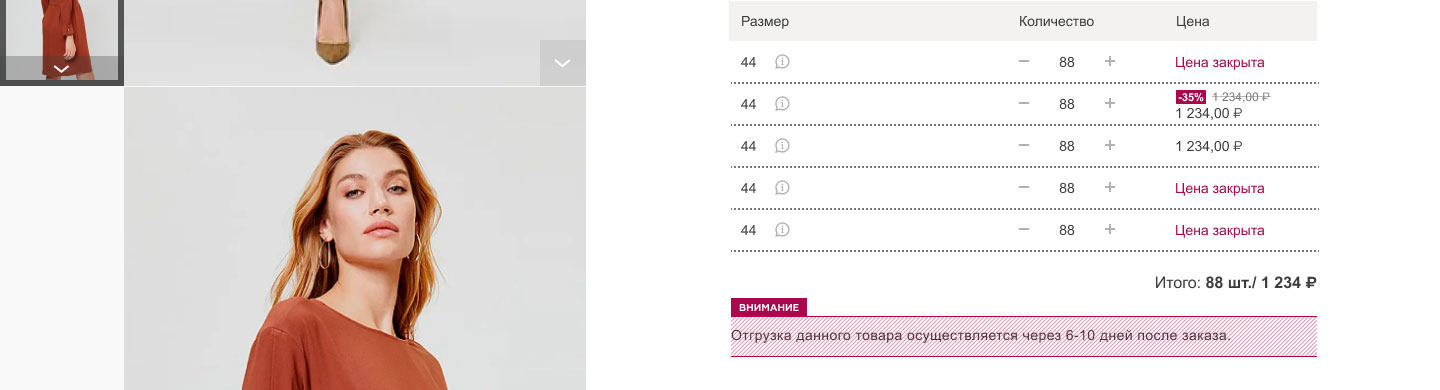 Размер Количество Цена
44 − 88 + Цена закрыта
-35% 1 234,00 ₽
44 − 88 + 1 234,00 ₽
44 − 88 + 1 234,00 ₽
44 − 88 + Цена закрыта
44 − 88 + Цена закрыта
Итого: 88 шт./ 1 234 ₽
ВНИМАНИЕ
Отгрузка данного товара осуществляется через 6-10 дней после заказа.